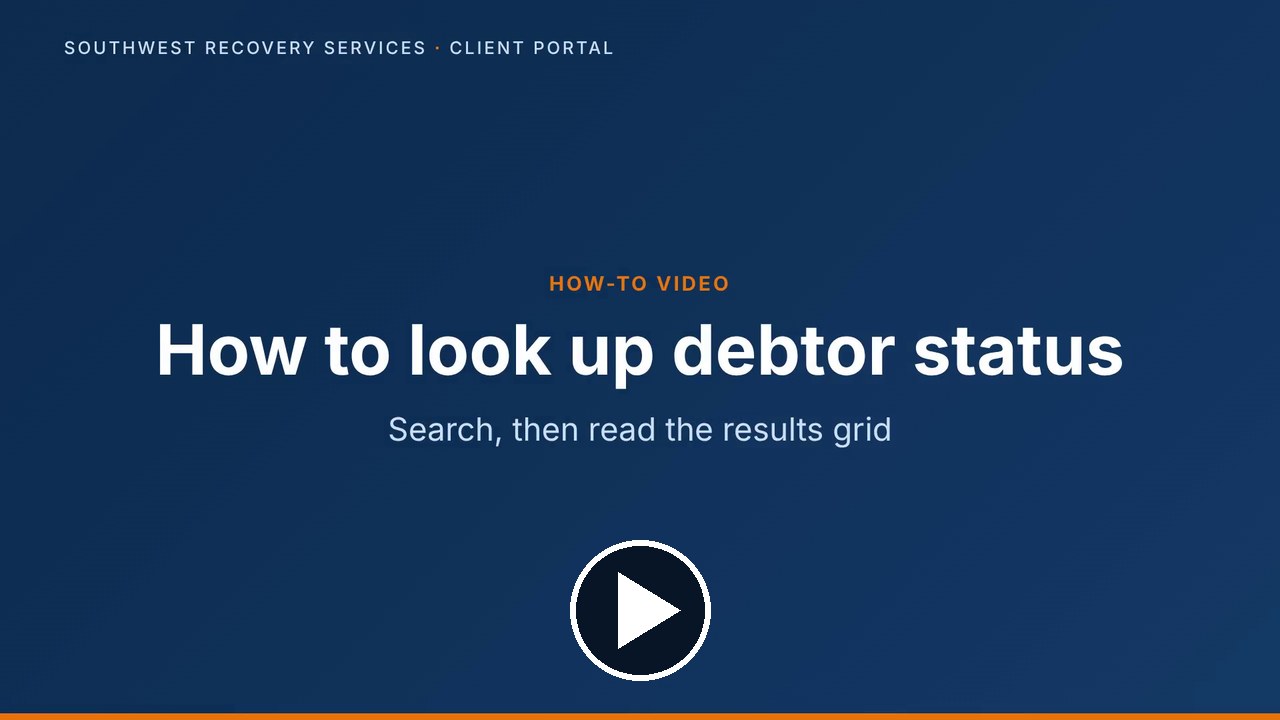 SOUTHWEST RECOVERY SERVICES · CLIENT PORTAL
HOW-TO VIDEO
How to look up debtor status
Search, then read the results grid